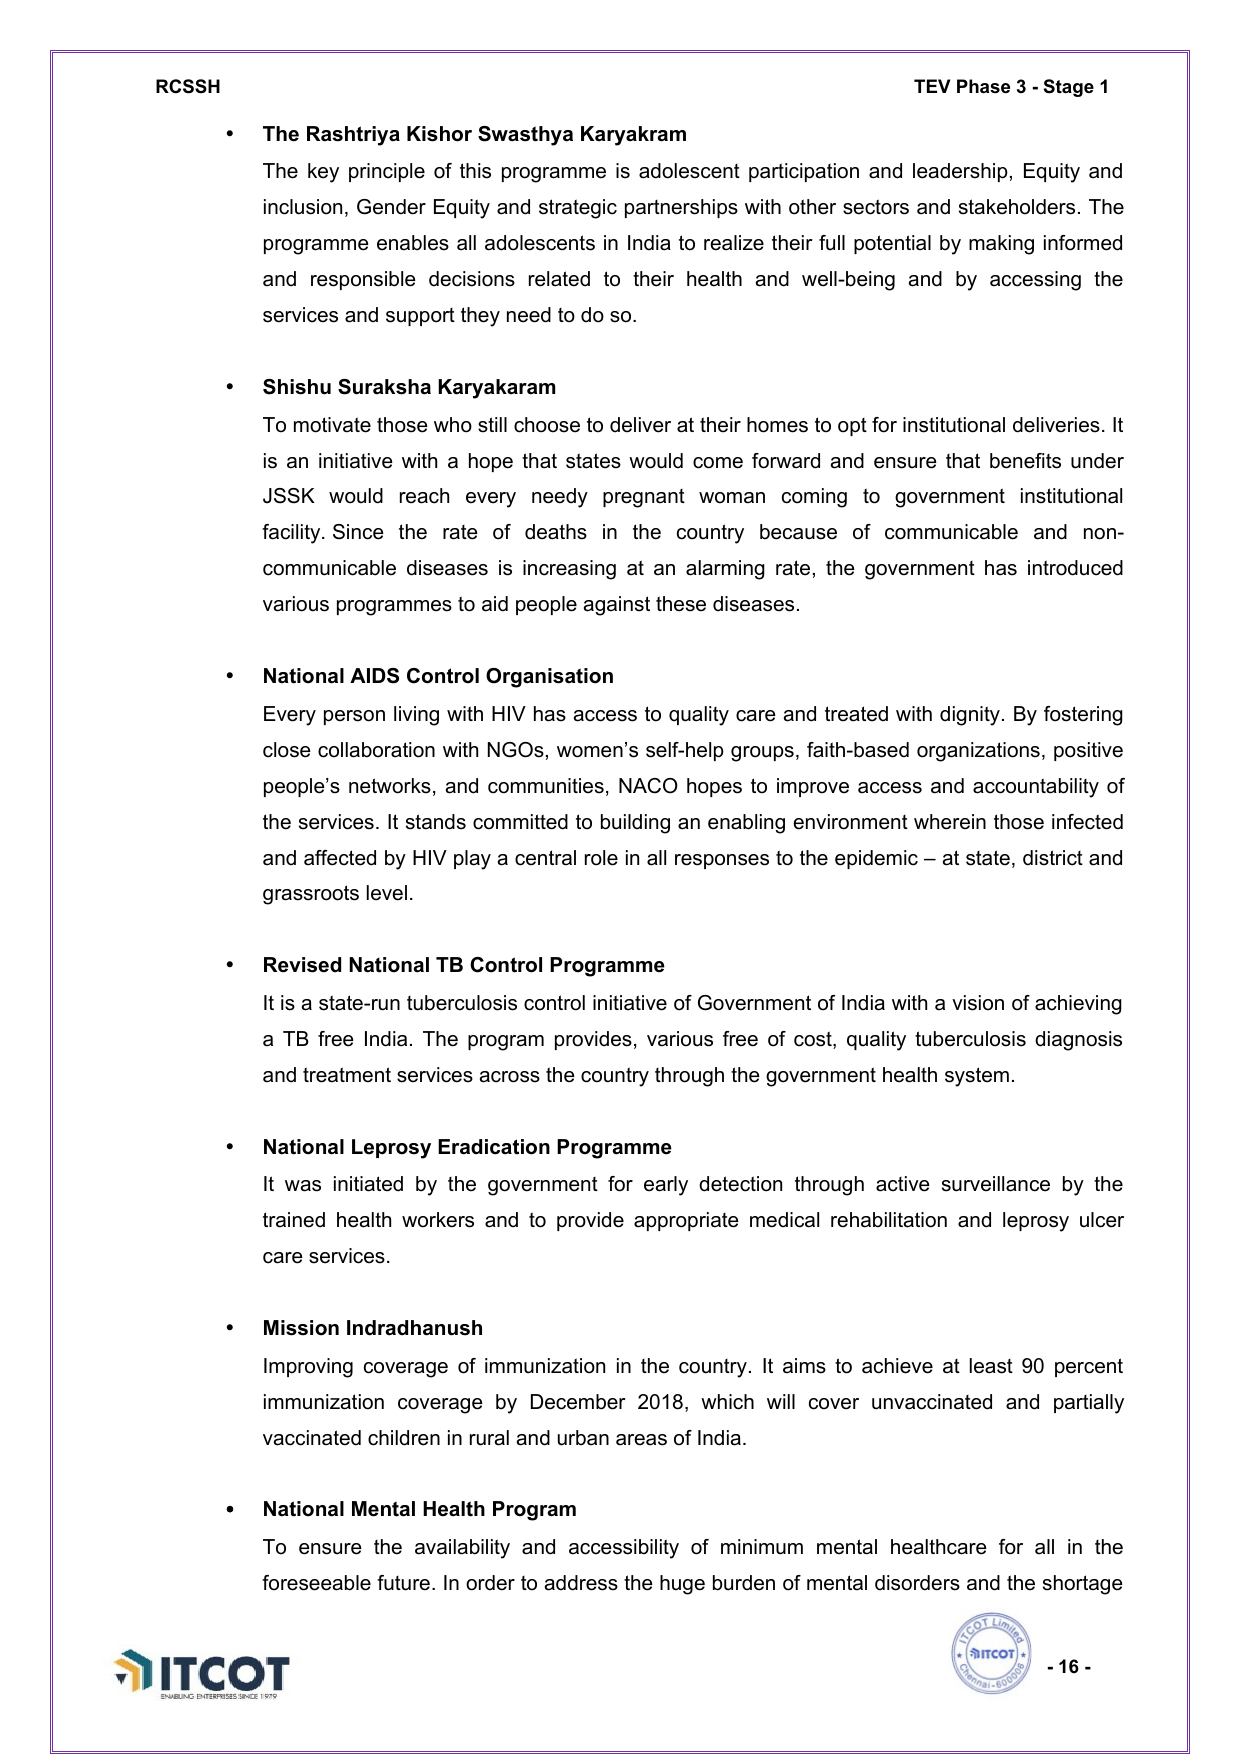 RCSSH TEV Phase 3 - Stage 1
• The Rashtriya Kishor Swasthya Karyakram
The key principle of this programme is adolescent participation and leadership, Equity and
inclusion, Gender Equity and strategic partnerships with other sectors and stakeholders. The
programme enables all adolescents in India to realize their full potential by making informed
and responsible decisions related to their health and well-being and by accessing the
services and support they need to do so.
• Shishu Suraksha Karyakaram
To motivate those who still choose to deliver at their homes to opt for institutional deliveries. It
is an initiative with a hope that states would come forward and ensure that benefits under
JSSK would reach every needy pregnant woman coming to government institutional
facility. Since the rate of deaths in the country because of communicable and non-
communicable diseases is increasing at an alarming rate, the government has introduced
various programmes to aid people against these diseases.
• National AIDS Control Organisation
Every person living with HIV has access to quality care and treated with dignity. By fostering
close collaboration with NGOs, women’s self-help groups, faith-based organizations, positive
people’s networks, and communities, NACO hopes to improve access and accountability of
the services. It stands committed to building an enabling environment wherein those infected
and affected by HIV play a central role in all responses to the epidemic – at state, district and
grassroots level.
• Revised National TB Control Programme
It is a state-run tuberculosis control initiative of Government of India with a vision of achieving
a TB free India. The program provides, various free of cost, quality tuberculosis diagnosis
and treatment services across the country through the government health system.
• National Leprosy Eradication Programme
It was initiated by the government for early detection through active surveillance by the
trained health workers and to provide appropriate medical rehabilitation and leprosy ulcer
care services.
• Mission Indradhanush
Improving coverage of immunization in the country. It aims to achieve at least 90 percent
immunization coverage by December 2018, which will cover unvaccinated and partially
vaccinated children in rural and urban areas of India.
• National Mental Health Program
To ensure the availability and accessibility of minimum mental healthcare for all in the
foreseeable future. In order to address the huge burden of mental disorders and the shortage
ITCOT
ENABLING ENTERPRISES SINCE 1979
ITCOT Limited
ITCOT
Chennai-600006
- 16 -